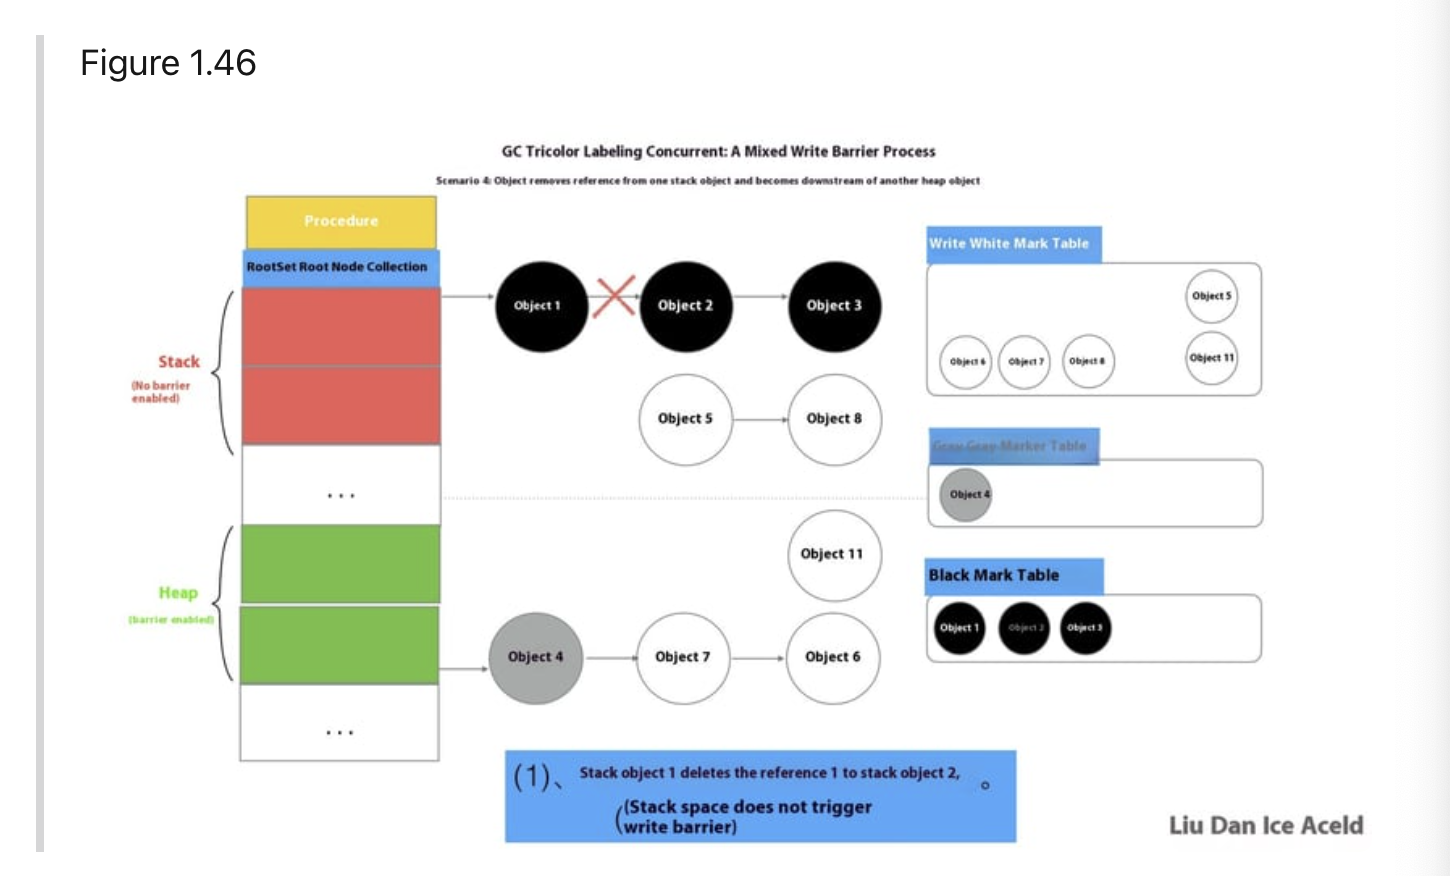 Figure 1.46
GC Tricolor Labeling Concurrent: A Mixed Write Barrier Process
Scenario 4: Object removes reference from one stack object and becomes downstream of another heap object
Procedure
RootSet Root Node Collection
Stack
(No barrier
enabled)
...
Heap
(barrier enabled)
...
Object 1
Object 2
Object 3
Object 5
Object 8
Object 11
Object 4
Object 7
Object 6
Write White Mark Table
Object 5
Object 6
Object 7
Object 8
Object 11
Gray Gray Marker Table
Object 4
Black Mark Table
Object 1
Object 2
Object 3
(1)、 Stack object 1 deletes the reference 1 to stack object 2, 。
((Stack space does not trigger
write barrier)
Liu Dan Ice Aceld